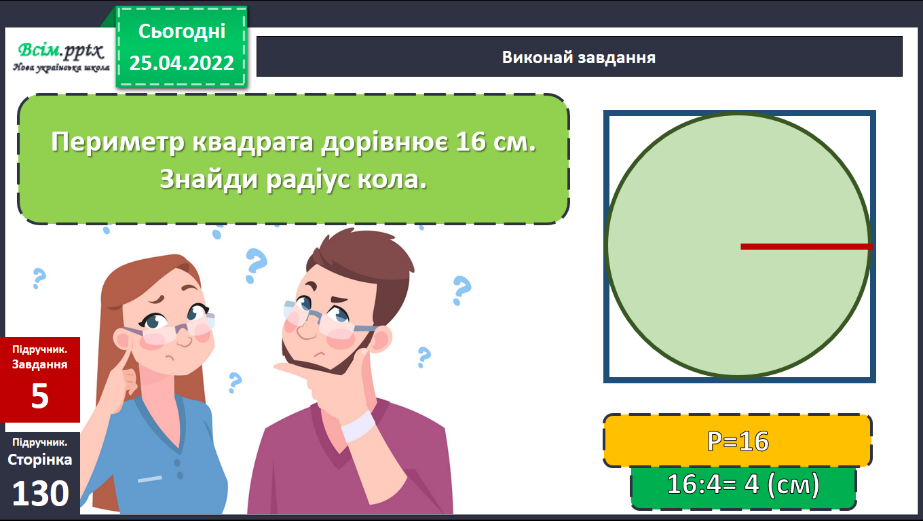 Всім.pptx
Нова українська школа
Сьогодні
25.04.2022
Виконай завдання
Периметр квадрата дорівнює 16 см.
Знайди радіус кола.
Підручник.
Завдання
5
Підручник.
Сторінка
130
Р=16
16:4= 4 (см)